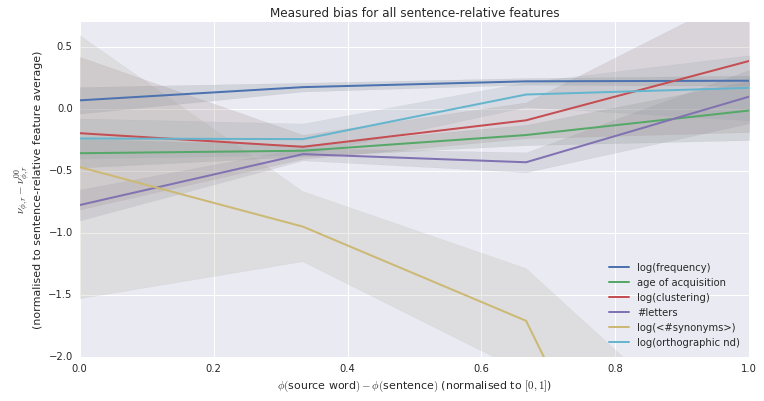 Measured bias for all sentence-relative features
0.5
0.0
−0.5
−1.0
−1.5
−2.0
0.0
0.2
0.4
0.6
0.8
1.0
ν_{ϕ,r} − ν^{00}_{ϕ,r}
(normalised to sentence-relative feature average)
ϕ(source word) − ϕ(sentence) (normalised to [0, 1])
log(frequency)
age of acquisition
log(clustering)
#letters
log(<#synonyms>)
log(orthographic nd)